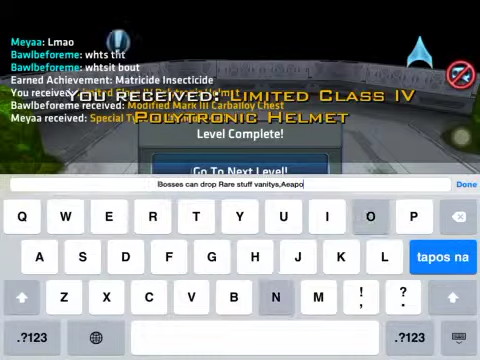 Meyaa: Lmao
Bawlbeforeme: whts tht
Bawlbeforeme: whtsit bout
Earned Achievement: Matricide Insecticide
You received:
YOU RECEIVED: LIMITED CLASS IV
POLYTRONIC HELMET
Bawlbeforeme received: Modified Mark III Carballoy Chest
Meyaa received: Special
Level Complete!
Go To Next Level!
Bosses can drop Rare stuff vanitys,Aeapo
Done
Q W E R T Y U I O P
A S D F G H J K L tapos na
Z X C V B N M ! , ? .
.?123 .?123